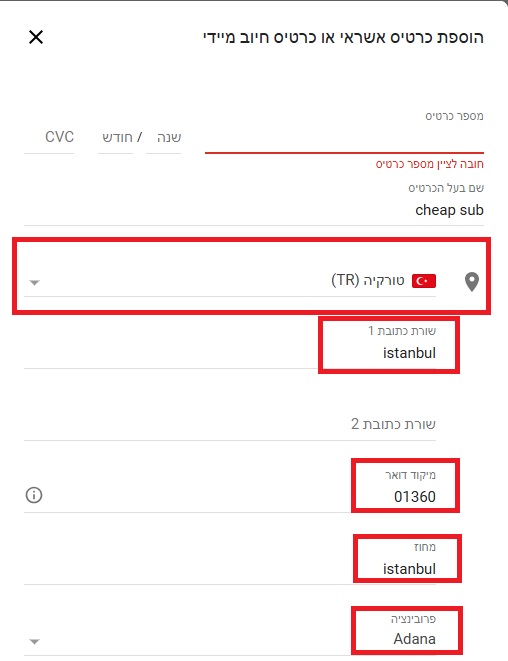 הוספת כרטיס אשראי או כרטיס חיוב מיידי
מספר כרטיס
חודש / שנה CVC
חובה לציין מספר כרטיס
שם בעל הכרטיס
cheap sub
טורקיה (TR)
שורת כתובת 1
istanbul
שורת כתובת 2
מיקוד דואר
01360
מחוז
istanbul
פרובינציה
Adana